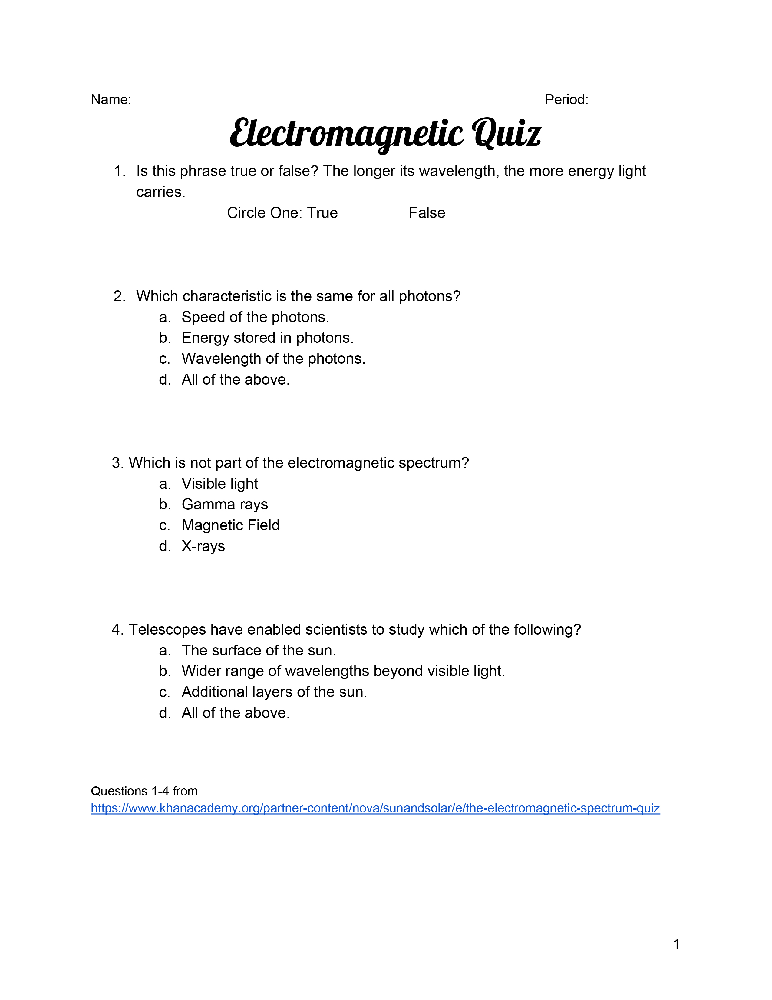 Name: Period:
Electromagnetic Quiz
1. Is this phrase true or false? The longer its wavelength, the more energy light
carries.
Circle One: True False
2. Which characteristic is the same for all photons?
a. Speed of the photons.
b. Energy stored in photons.
c. Wavelength of the photons.
d. All of the above.
3. Which is not part of the electromagnetic spectrum?
a. Visible light
b. Gamma rays
c. Magnetic Field
d. X-rays
4. Telescopes have enabled scientists to study which of the following?
a. The surface of the sun.
b. Wider range of wavelengths beyond visible light.
c. Additional layers of the sun.
d. All of the above.
Questions 1-4 from
https://www.khanacademy.org/partner-content/nova/sunandsolar/e/the-electromagnetic-spectrum-quiz
1